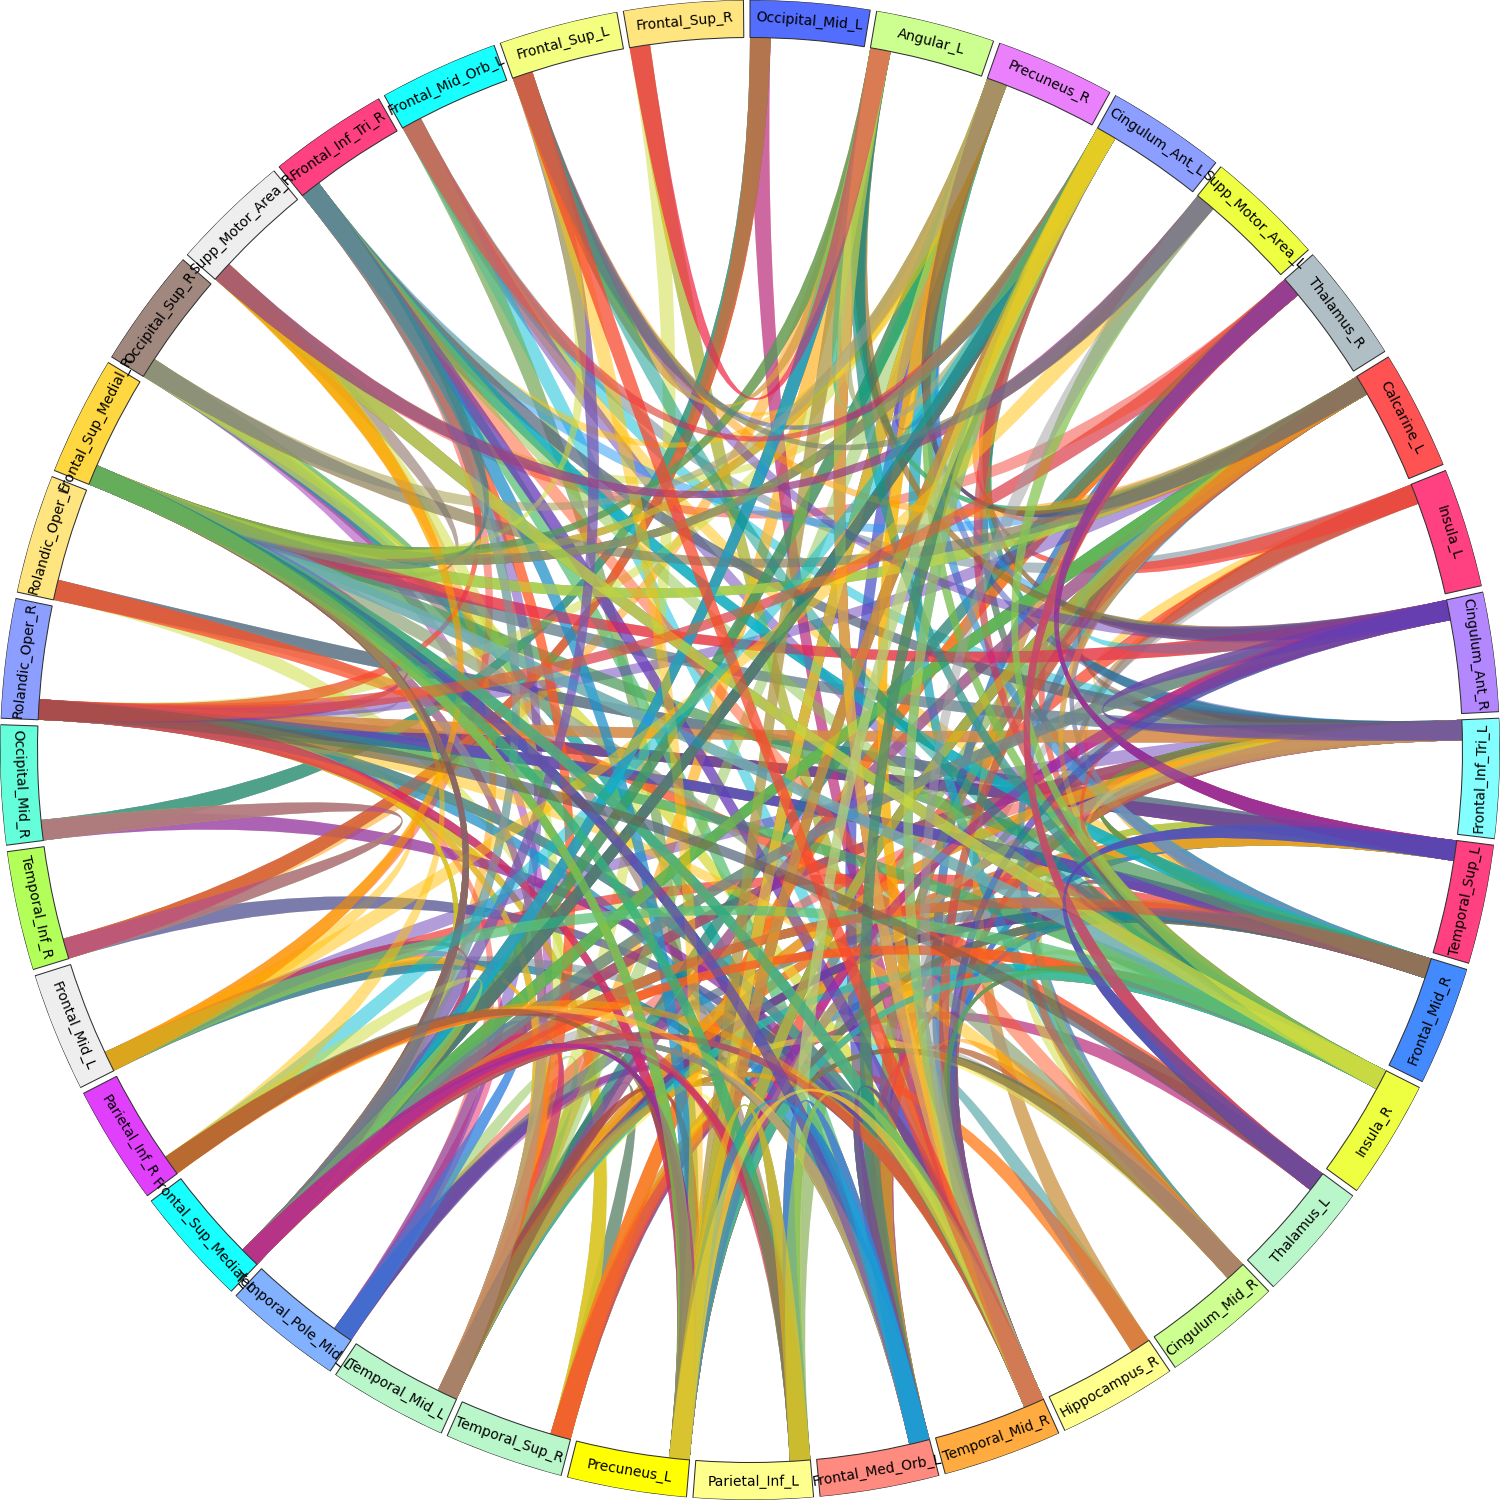 Occipital_Mid_L
Angular_L
Precuneus_R
Cingulum_Ant_L
Supp_Motor_Area_L
Thalamus_R
Calcarine_L
Insula_L
Cingulum_Ant_R
Frontal_Inf_Tri_L
Temporal_Sup_L
Frontal_Mid_R
Insula_R
Thalamus_L
Cingulum_Mid_R
Hippocampus_R
Temporal_Mid_R
Frontal_Med_Orb_L
Parietal_Inf_L
Precuneus_L
Temporal_Sup_R
Temporal_Mid_L
Temporal_Pole_Mid_L
Frontal_Sup_Medial_L
Parietal_Inf_R
Frontal_Mid_L
Temporal_Inf_R
Occipital_Mid_R
Rolandic_Oper_R
Rolandic_Oper_L
Frontal_Sup_Medial_R
Occipital_Sup_R
Supp_Motor_Area_R
Frontal_Inf_Tri_R
Frontal_Mid_Orb_L
Frontal_Sup_L
Frontal_Sup_R